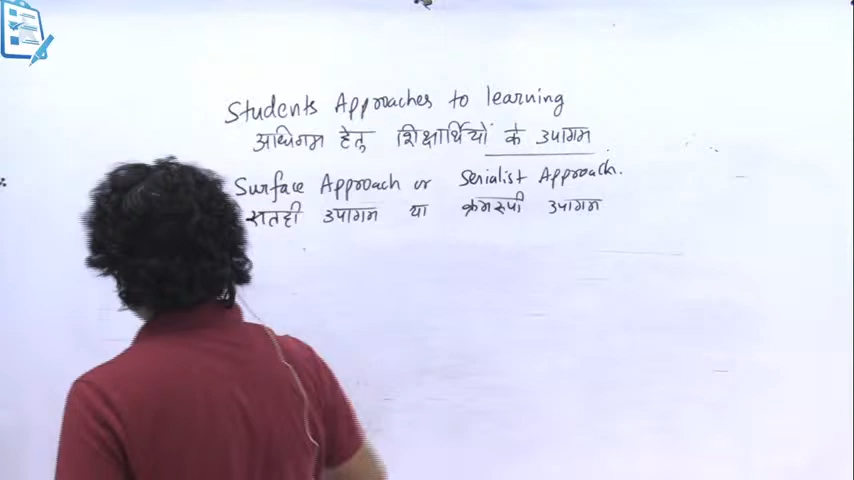 Students Approaches to learning
अधिगम हेतु शिक्षार्थियों के उपागम
Surface Approach or Serialist Approach.
सतही उपागम या क्रमरूपी उपागम